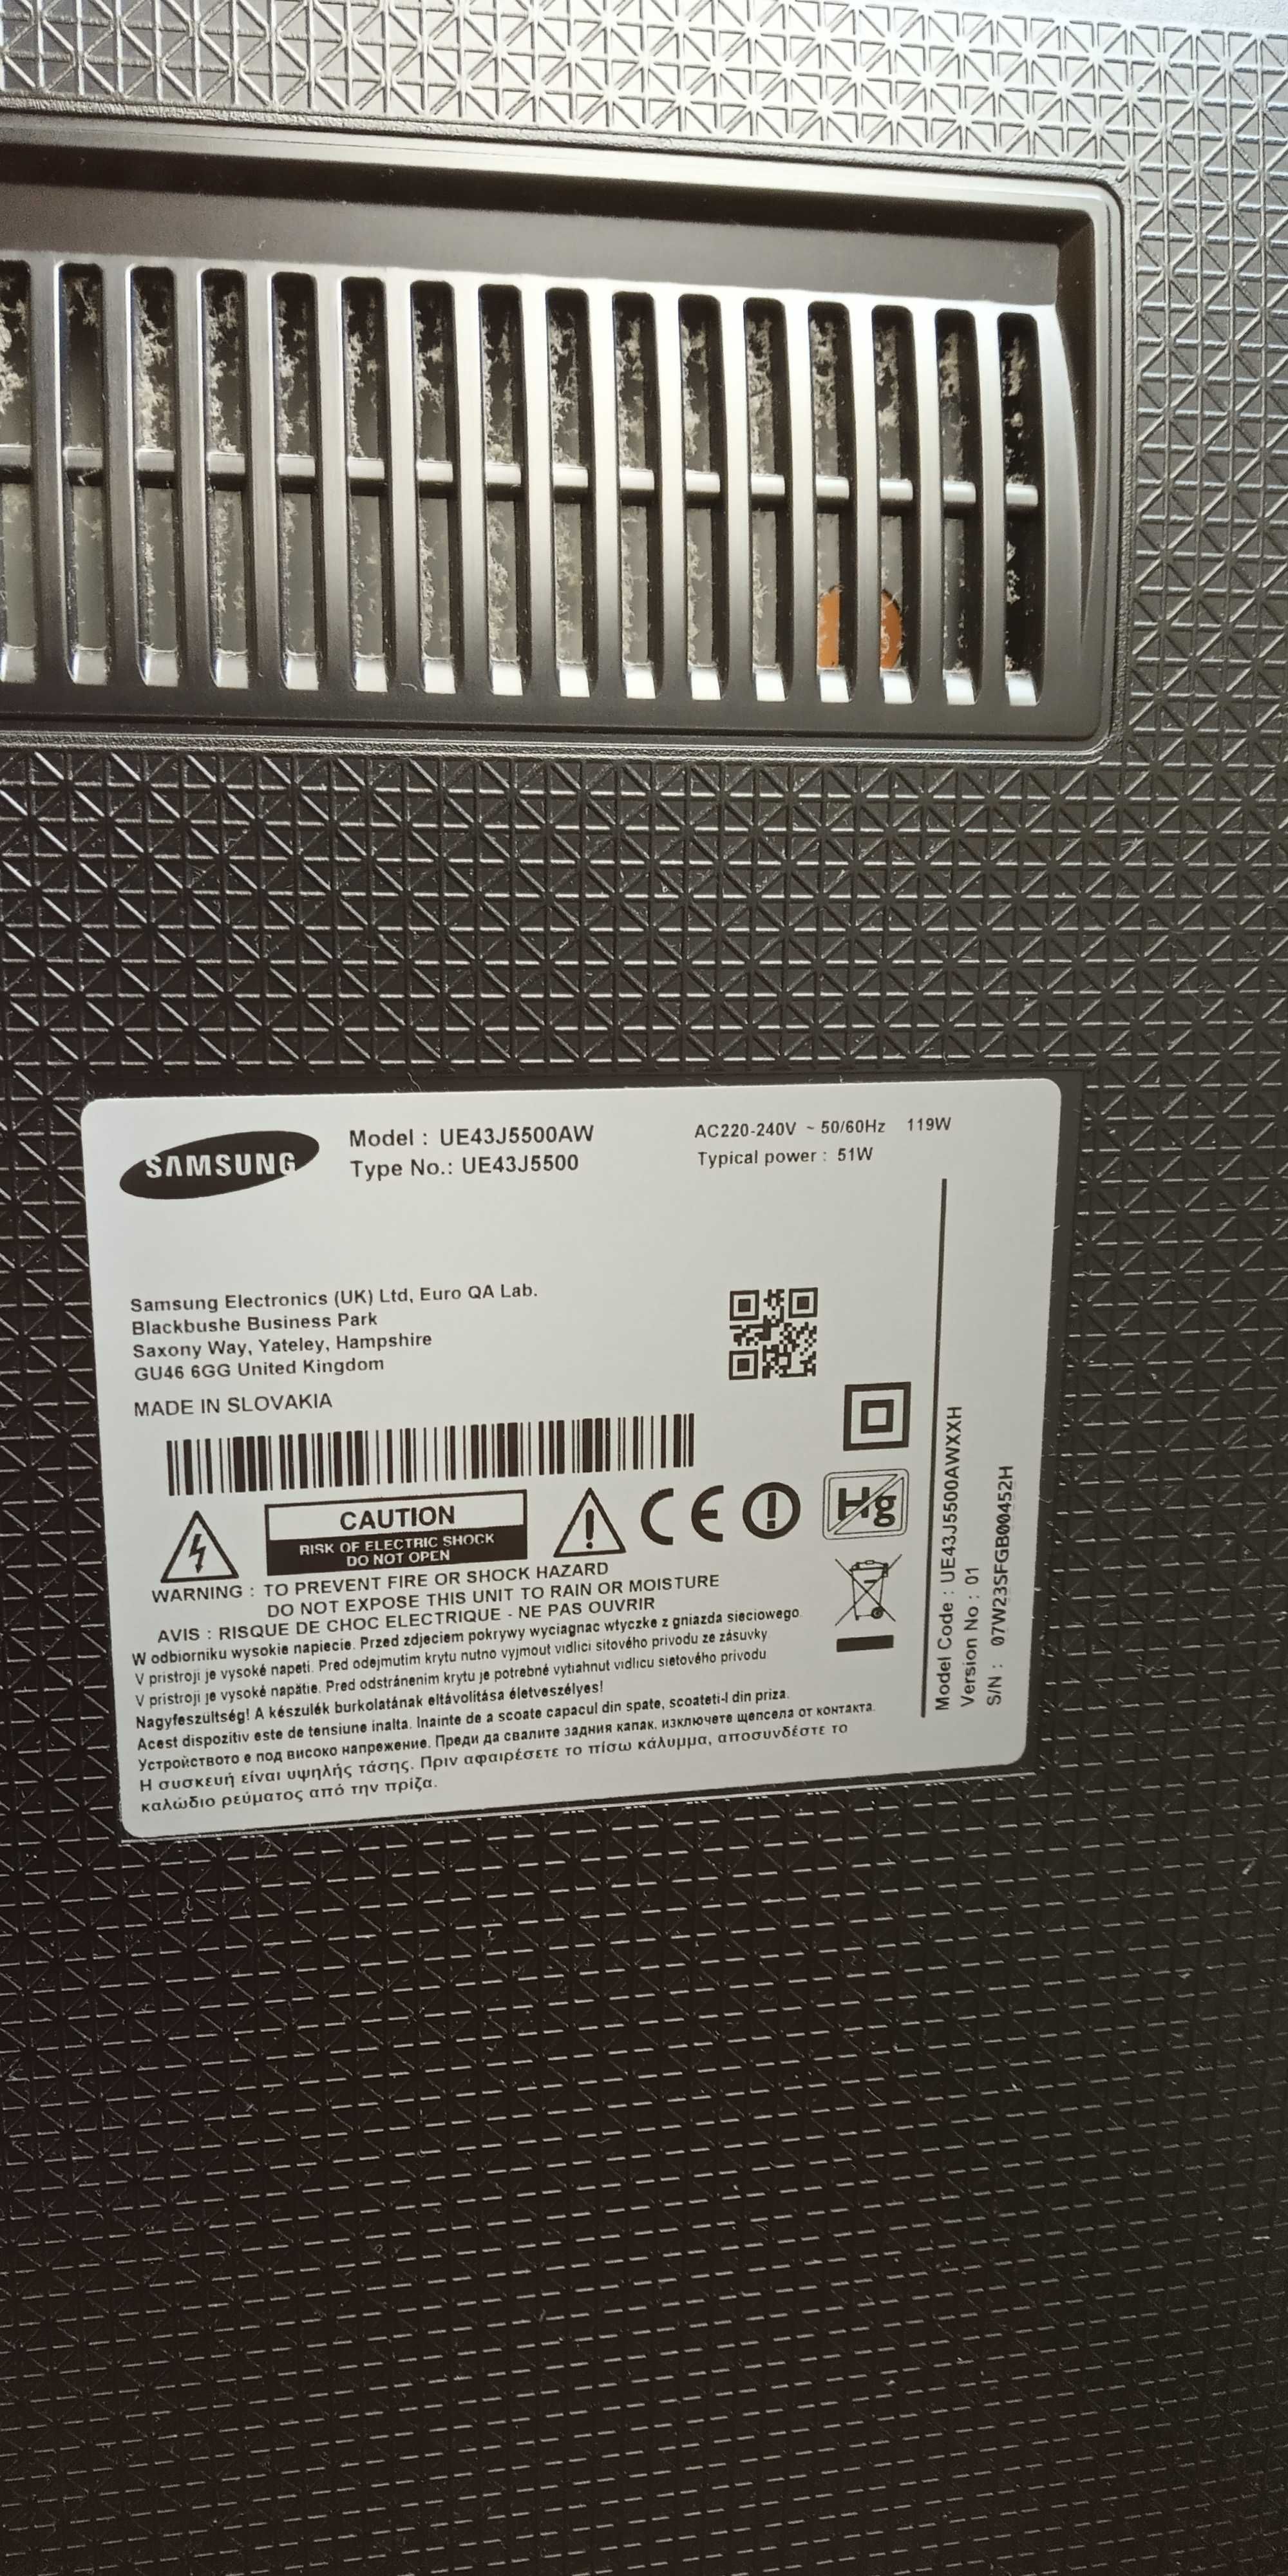 SAMSUNG
Model : UE43J5500AW
Type No.: UE43J5500
AC220-240V ~ 50/60Hz 119W
Typical power : 51W
Samsung Electronics (UK) Ltd, Euro QA Lab.
Blackbushe Business Park
Saxony Way, Yateley, Hampshire
GU46 6GG United Kingdom
MADE IN SLOVAKIA
CAUTION
RISK OF ELECTRIC SHOCK
DO NOT OPEN
CE
Hg
WARNING : TO PREVENT FIRE OR SHOCK HAZARD
DO NOT EXPOSE THIS UNIT TO RAIN OR MOISTURE
AVIS : RISQUE DE CHOC ELECTRIQUE - NE PAS OUVRIR
W odbiorniku wysokie napiecie. Przed zdjeciem pokrywy wyciagnac wtyczke z gniazda sieciowego.
V pristroji je vysoké napeti. Pred odejmutim krytu nutno vyjmout vidlici sitového privodu ze zásuvky
V pristroji je vysoké napätie. Pred odstránenim krytu je potrebné vytiahnut vidlicu sietového privodu
Nagyfeszültség! A készülék burkolatának eltávolítása életveszélyes!
Acest dispozitiv este de tensiune inalta. Inainte de a scoate capacul din spate, scoateti-l din priza.
Устройството е под високо напрежение. Преди да свалите задния капак, изключете щепсела от контакта.
Η συσκευή είναι υψηλής τάσης. Πριν αφαιρέσετε το πίσω κάλυμμα, αποσυνδέστε το
καλώδιο ρεύματος από την πρίζα.
Model Code : UE43J5500AWXXH
Version No : 01
S/N : 07W23SFGB00452H